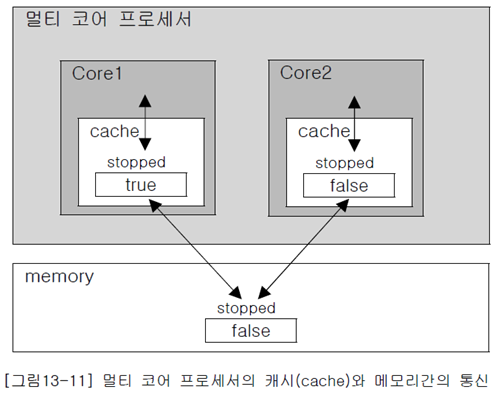 멀티 코어 프로세서
Core1
Core2
cache
cache
stopped
stopped
true
false
memory
stopped
false
[그림13-11] 멀티 코어 프로세서의 캐시(cache)와 메모리간의 통신